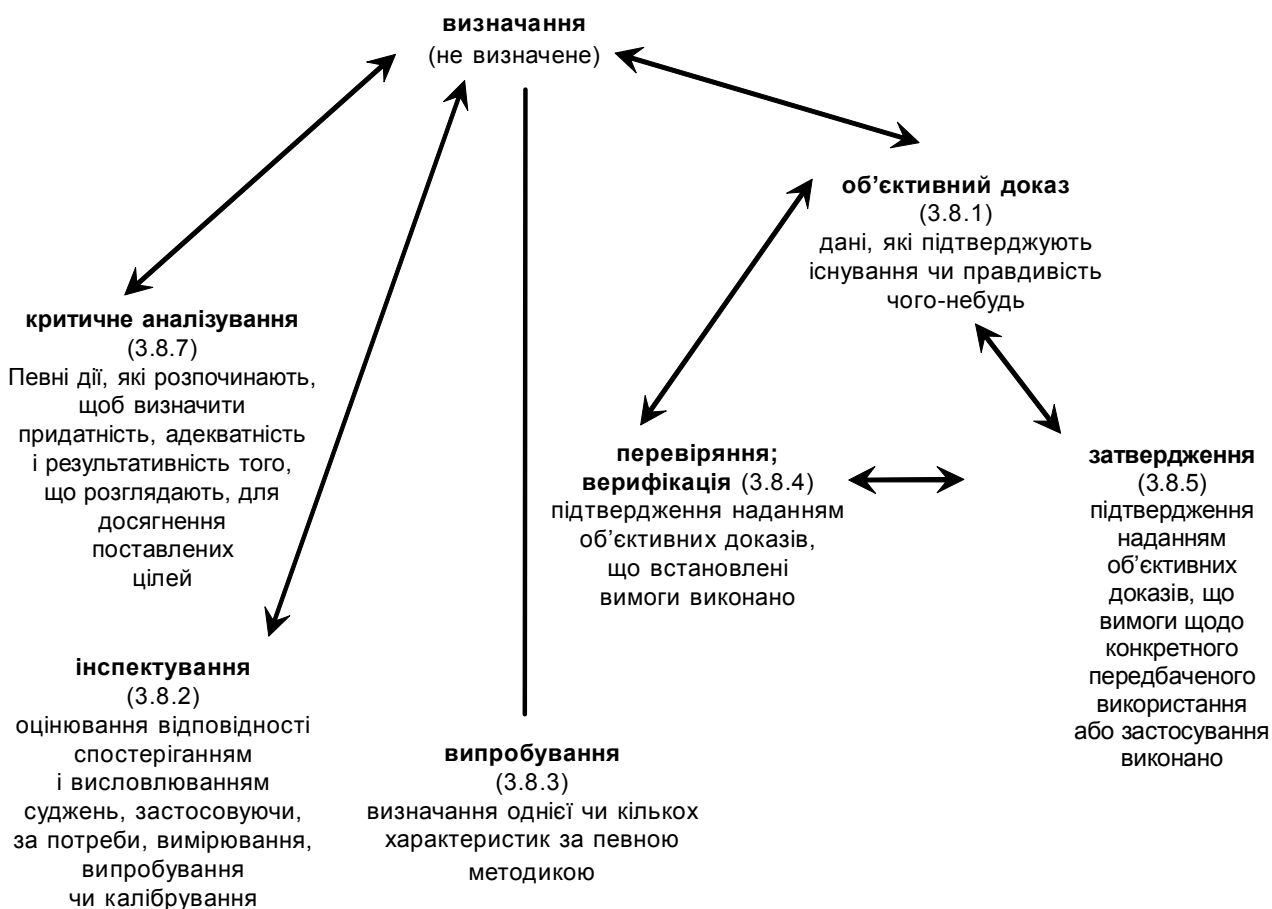 визначання
(не визначене)
об’єктивний доказ
(3.8.1)
дані, які підтверджують
існування чи правдивість
чого-небудь
критичне аналізування
(3.8.7)
Певні дії, які розпочинають,
щоб визначити
придатність, адекватність
і результативність того,
що розглядають, для
досягнення
поставлених
цілей
перевіряння;
верифікація (3.8.4)
підтвердження наданням
об’єктивних доказів,
що встановлені
вимоги виконано
затвердження
(3.8.5)
підтвердження
наданням
об’єктивних
доказів, що
вимоги щодо
конкретного
передбаченого
використання
або застосування
виконано
інспектування
(3.8.2)
оцінювання відповідності
спостеріганням
і висловлюванням
суджень, застосовуючи,
за потреби, вимірювання,
випробування
чи калібрування
випробування
(3.8.3)
визначання однієї чи кількох
характеристик за певною
методикою